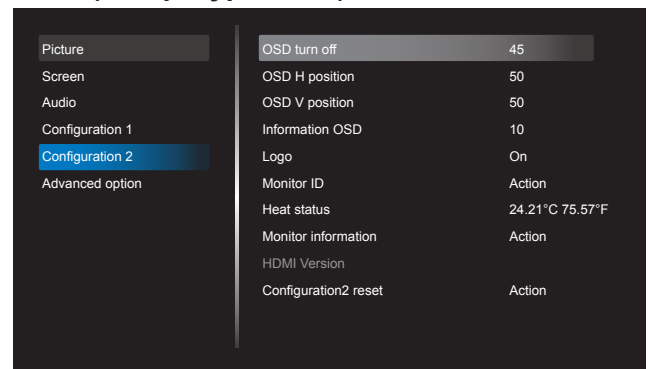 Picture
Screen
Audio
Configuration 1
Configuration 2
Advanced option
OSD turn off 45
OSD H position 50
OSD V position 50
Information OSD 10
Logo On
Monitor ID Action
Heat status 24.21°C 75.57°F
Monitor information Action
HDMI Version
Configuration2 reset Action